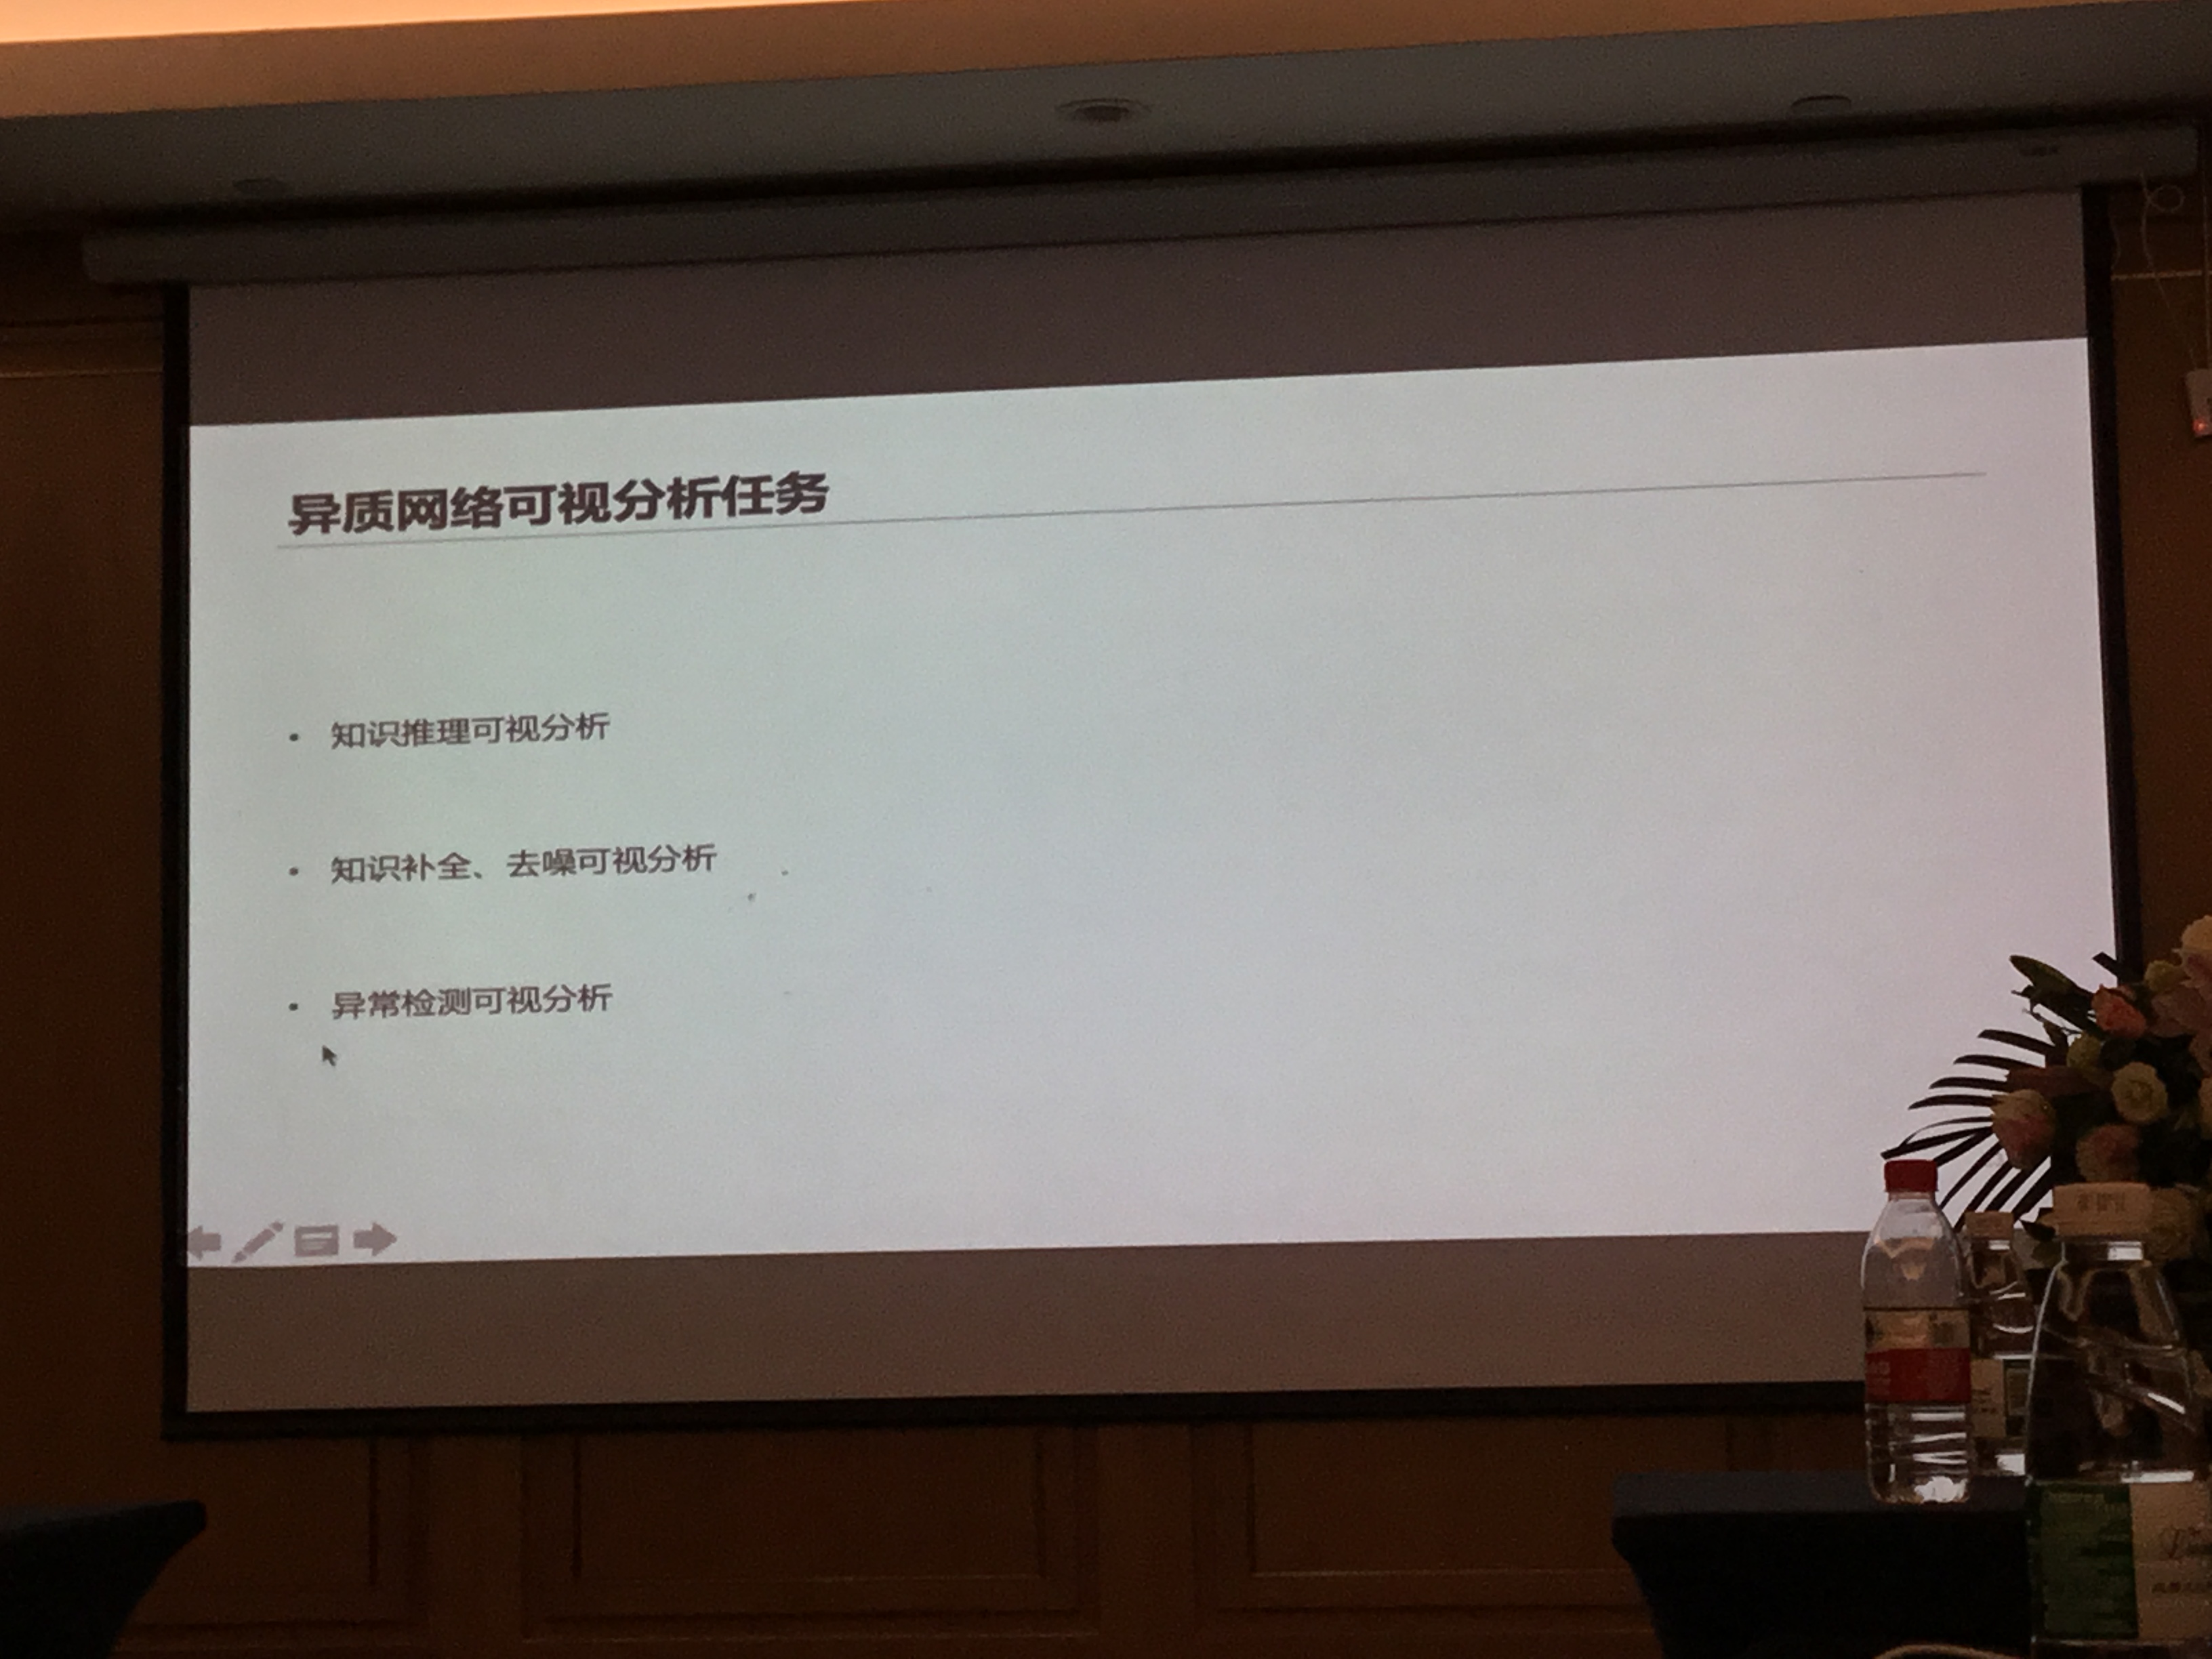 异质网络可视分析任务
• 知识推理可视分析
• 知识补全、去噪可视分析
• 异常检测可视分析